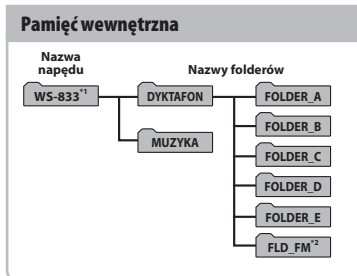 Pamięć wewnętrzna
Nazwa
napędu
Nazwy folderów
WS-833*1
DYKTAFON
FOLDER_A
FOLDER_B
MUZYKA
FOLDER_C
FOLDER_D
FOLDER_E
FLD_FM*2